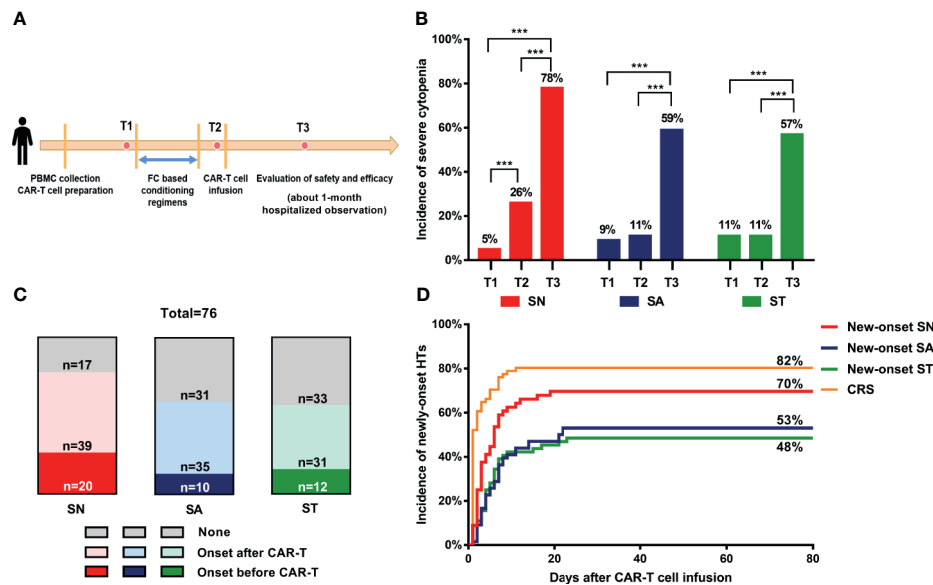 A
T1
T2
T3
PBMC collection
CAR-T cell preparation
FC based
conditioning
regimens
CAR-T cell
infusion
Evaluation of safety and efficacy
(about 1-month
hospitalized observation)
B
Incidence of severe cytopenia
100%
80%
60%
40%
20%
0%
***
***
***
5%
26%
78%
***
***
9%
11%
59%
***
***
11%
11%
57%
T1 T2 T3 T1 T2 T3 T1 T2 T3
SN SA ST
C
Total=76
n=17
n=39
n=20
n=31
n=35
n=10
n=33
n=31
n=12
SN SA ST
None
Onset after CAR-T
Onset before CAR-T
D
Incidence of newly-onset HTs
100%
80%
60%
40%
20%
0%
82%
70%
53%
48%
0 10 20 30 40 50 60 70 80
Days after CAR-T cell infusion
New-onset SN
New-onset SA
New-onset ST
CRS